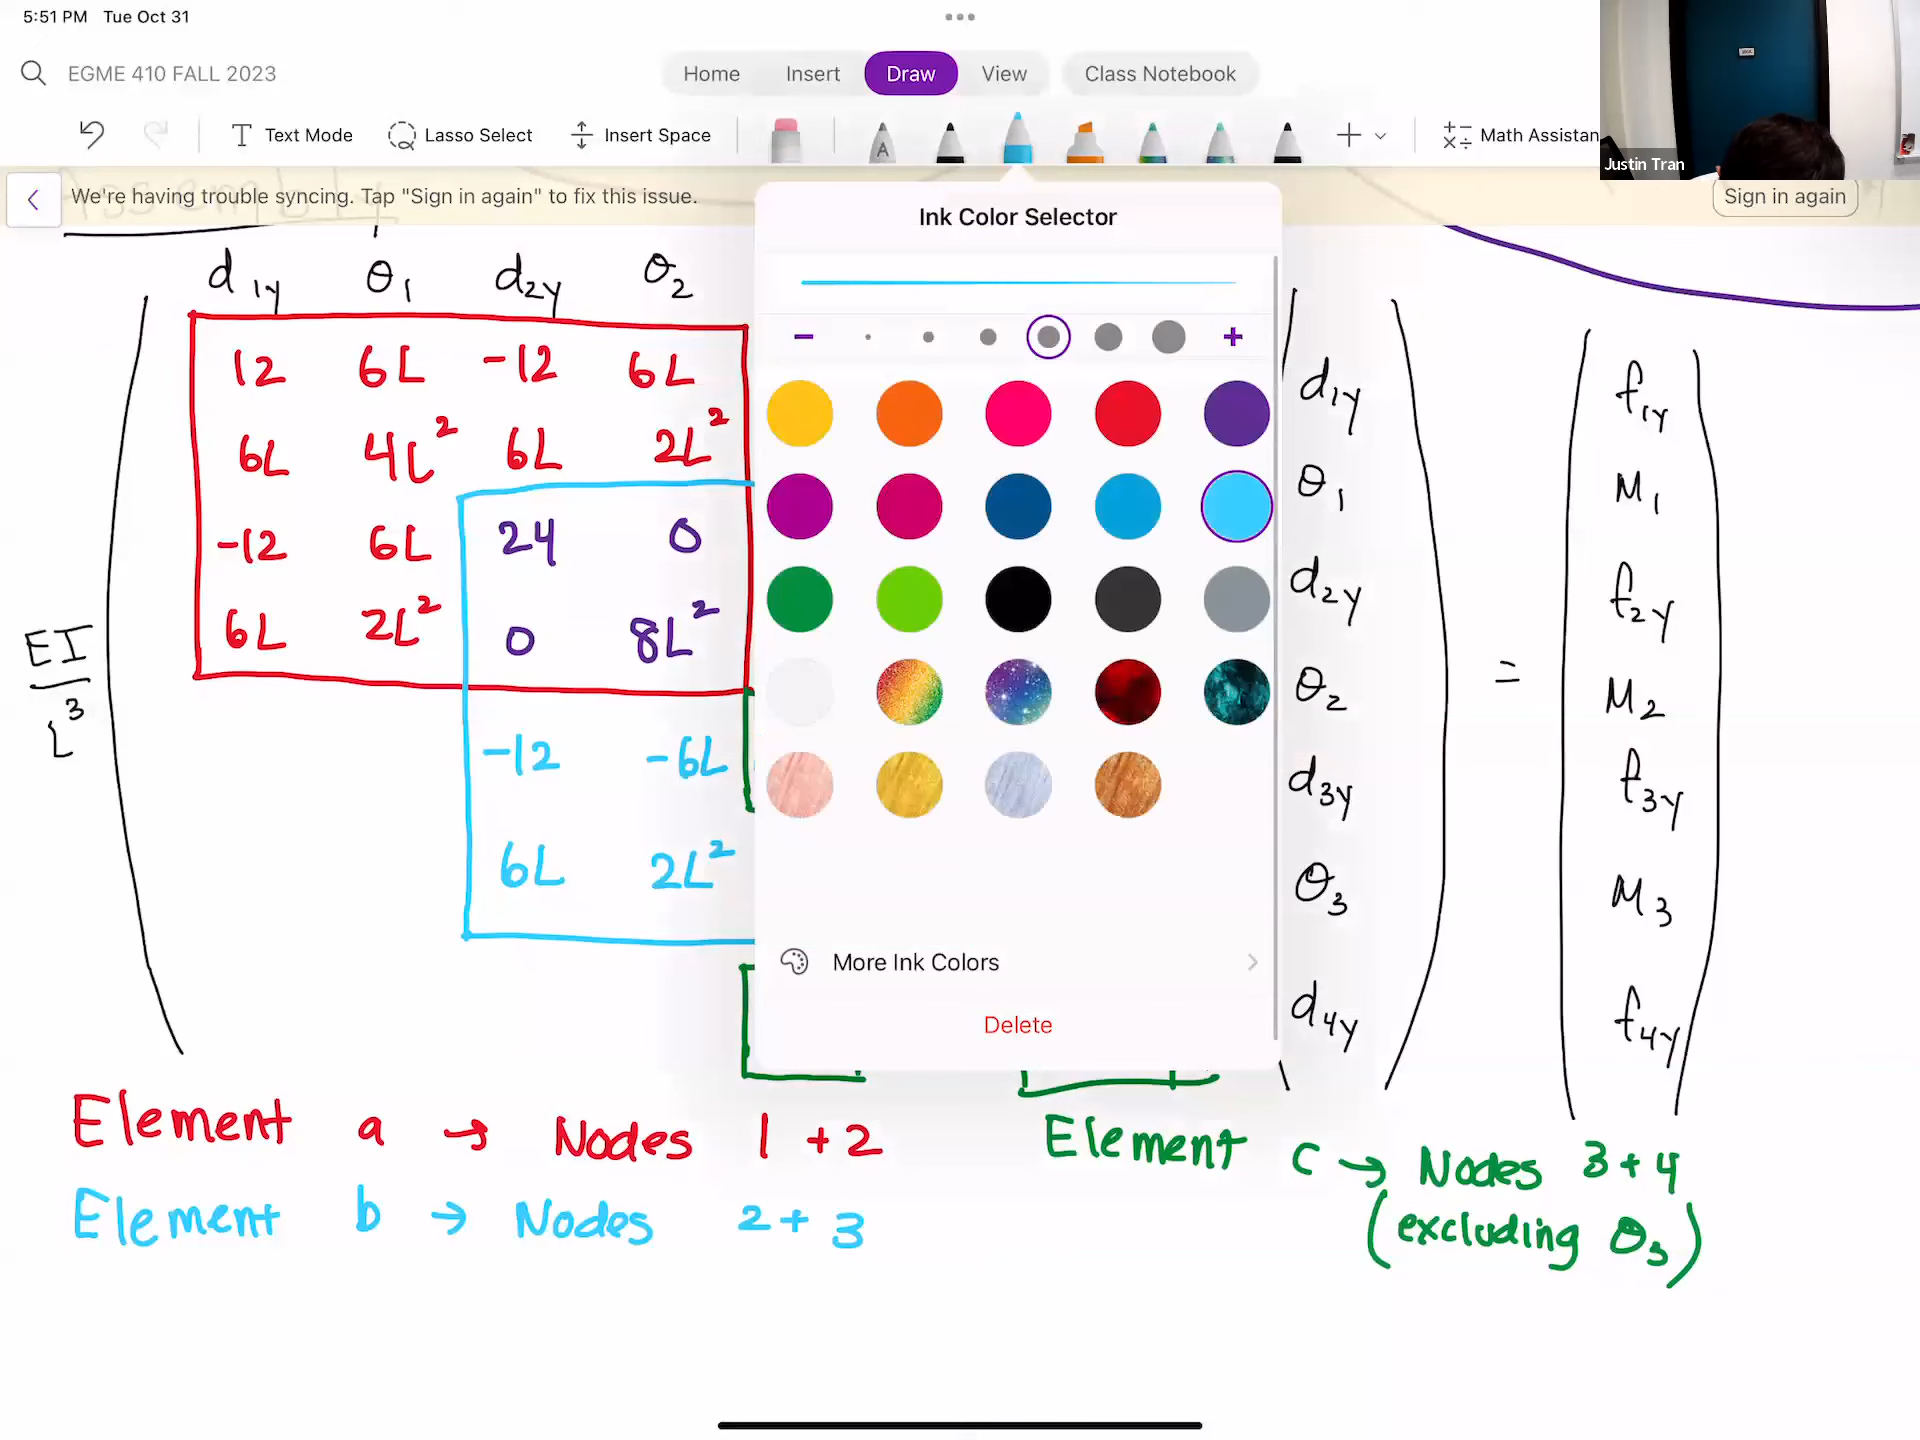 5:51 PM Tue Oct 31
EGME 410 FALL 2023
Home Insert Draw View Class Notebook
Text Mode Lasso Select Insert Space A Math Assistan
Justin Tran
Assembly
We're having trouble syncing. Tap "Sign in again" to fix this issue. Sign in again
Ink Color Selector
d1y θ1 d2y θ2
12 6L -12 6L d1y f1y
6L 4L² 6L 2L² θ1 M1
-12 6L 24 0 d2y f2y
6L 2L² 0 8L² θ2 = M2
EI
L³
-12 -6L d3y f3y
6L 2L² θ3 M3
More Ink Colors
Delete
d4y f4y
Element a → Nodes 1 + 2
Element b → Nodes 2 + 3
Element c → Nodes 3 + 4
(excluding θ3)